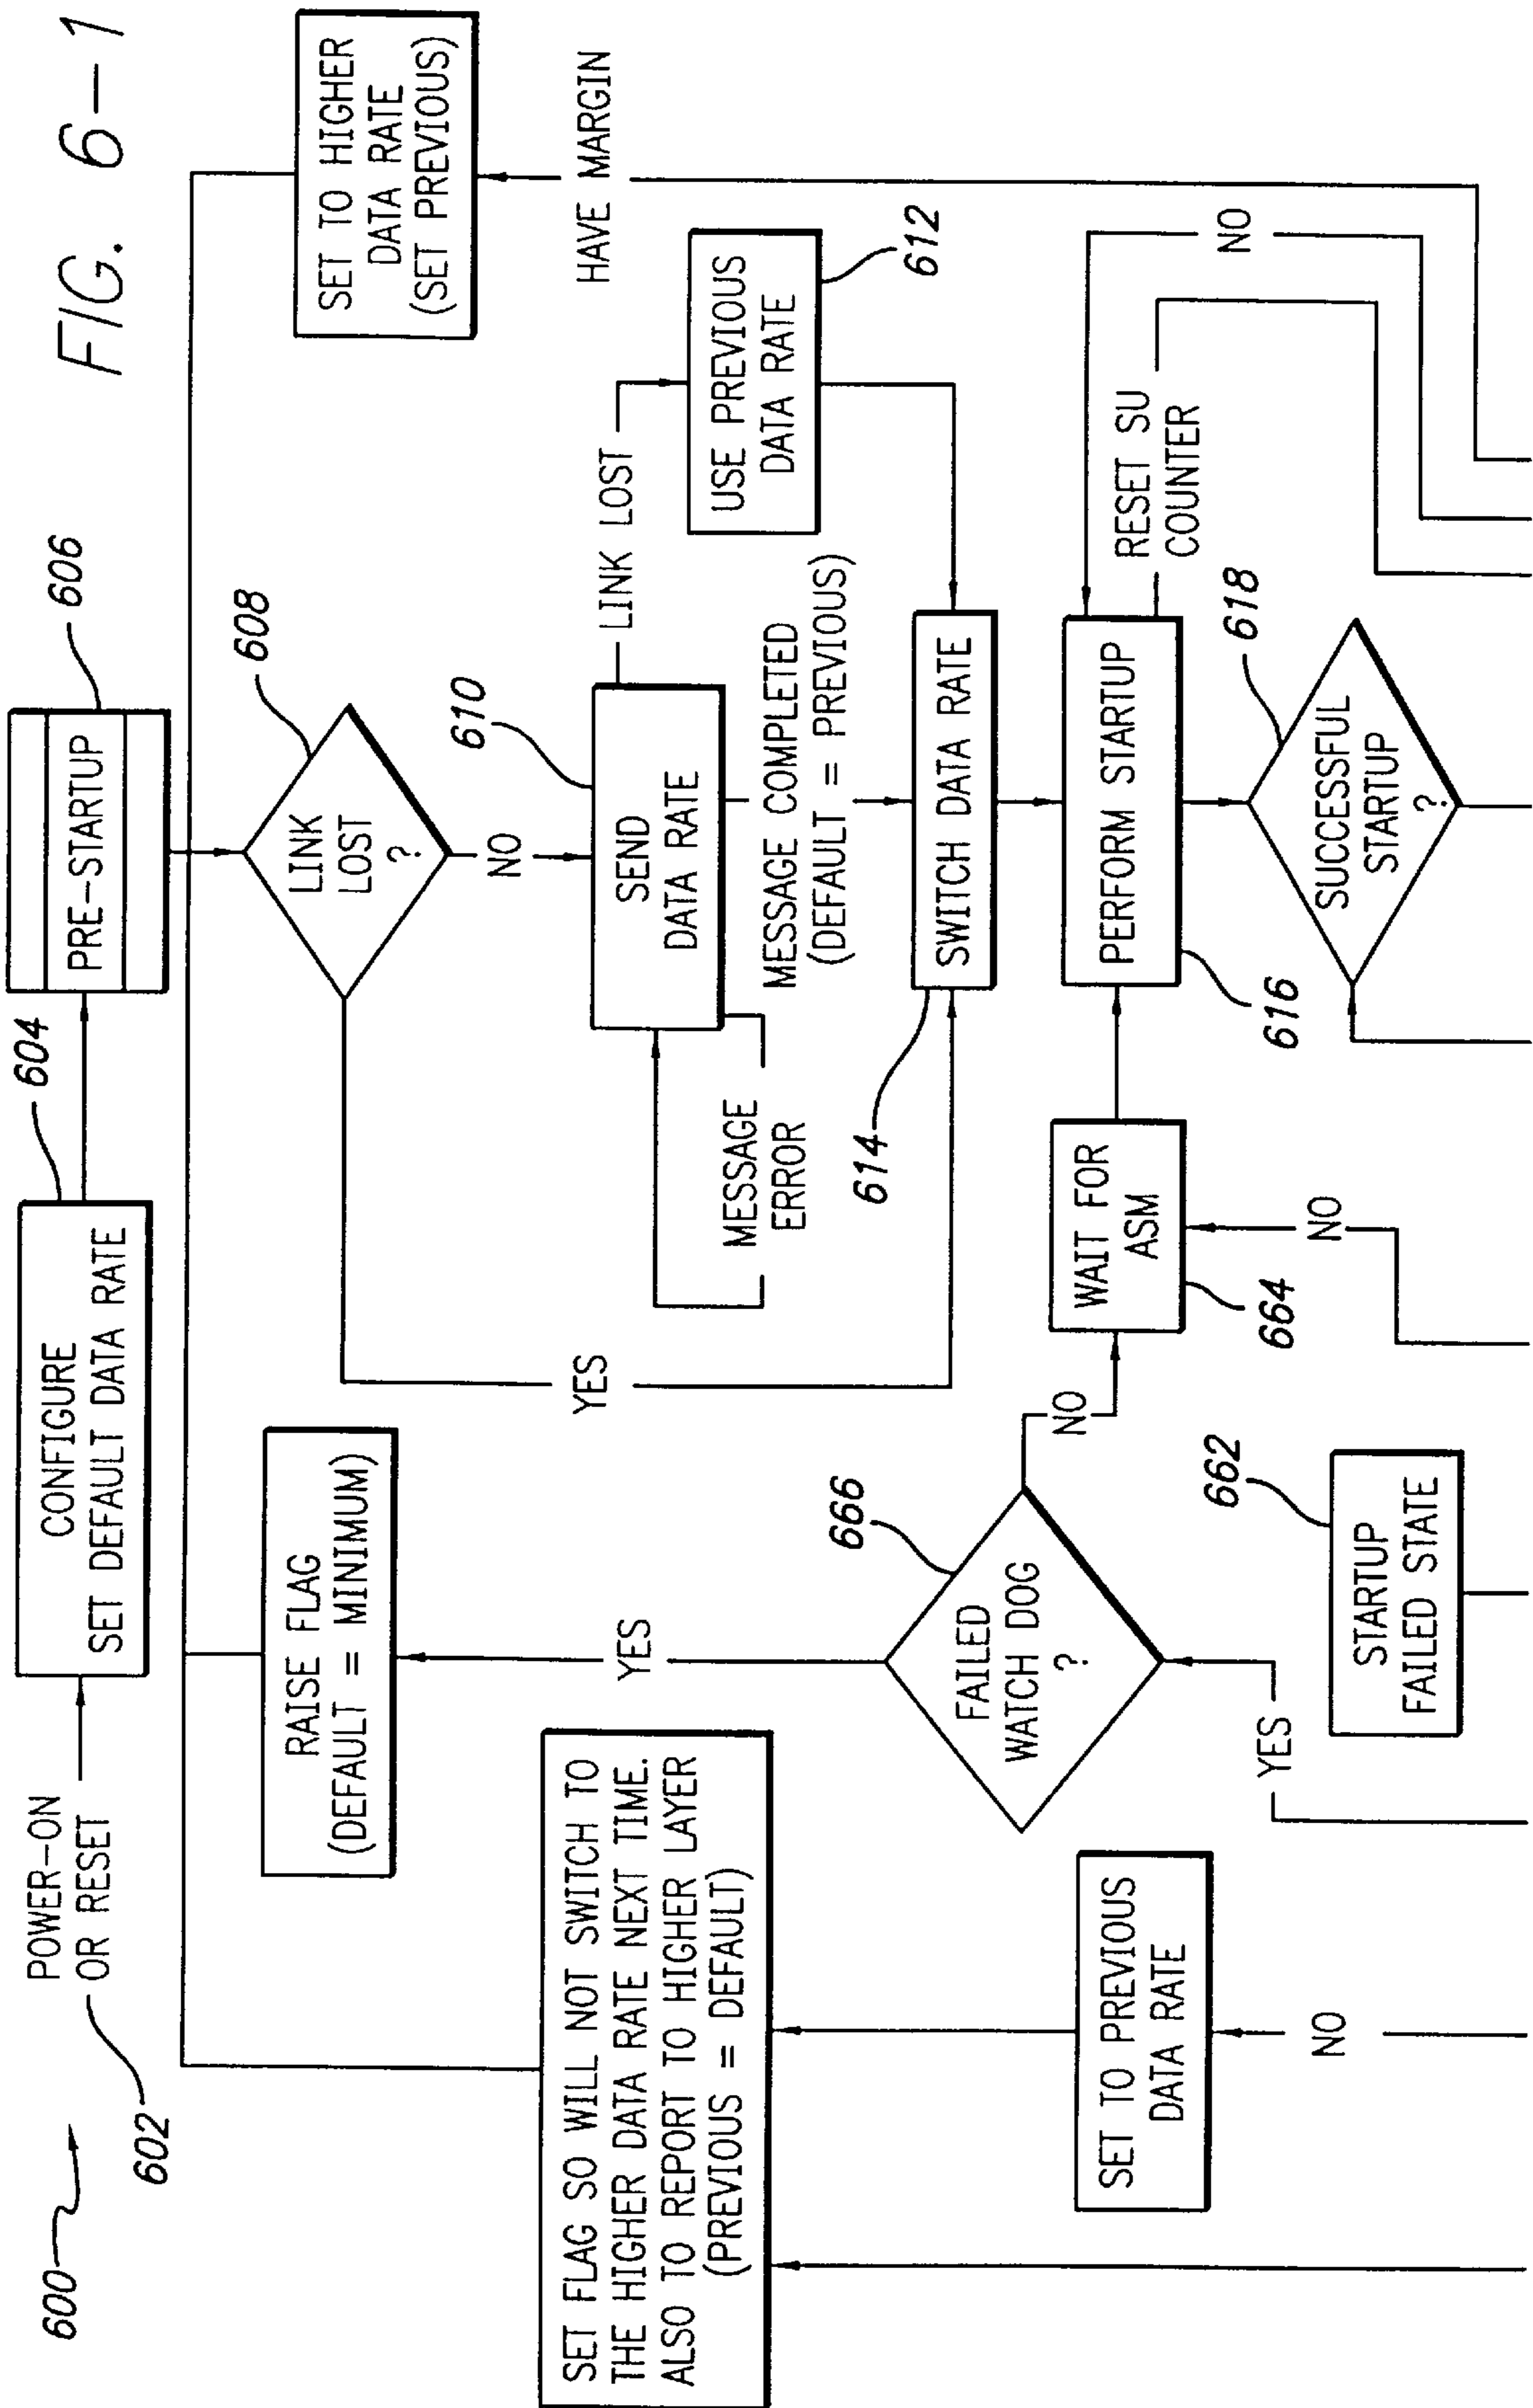 FIG. 6-1
600
POWER-ON
OR RESET
602
CONFIGURE
SET DEFAULT DATA RATE
604
PRE-STARTUP
606
SET FLAG SO WILL NOT SWITCH TO
THE HIGHER DATA RATE NEXT TIME.
ALSO TO REPORT TO HIGHER LAYER
(PREVIOUS = DEFAULT)
RAISE FLAG
(DEFAULT = MINIMUM)
LINK
LOST
?
608
SET TO HIGHER
DATA RATE
(SET PREVIOUS)
HAVE MARGIN
YES
NO
SEND
DATA RATE
610
LINK LOST
MESSAGE
ERROR
MESSAGE COMPLETED
(DEFAULT = PREVIOUS)
USE PREVIOUS
DATA RATE
612
SWITCH DATA RATE
614
YES
FAILED
WATCH DOG
?
666
NO
WAIT FOR
ASM
664
NO
PERFORM STARTUP
616
RESET SU
COUNTER
NO
SUCCESSFUL
STARTUP
?
618
SET TO PREVIOUS
DATA RATE
NO
YES
STARTUP
FAILED STATE
662